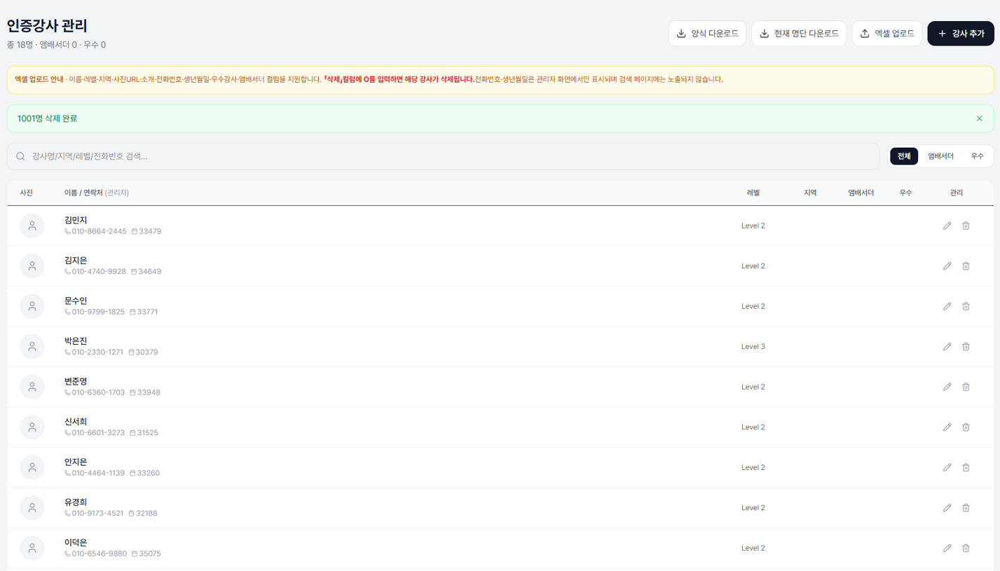 인증강사 관리
총 18명 · 앰배서더 0 · 우수 0
양식 다운로드
현재 명단 다운로드
엑셀 업로드
+ 강사 추가
엑셀 업로드 안내 · 이름·레벨·지역·사진URL·소개·전화번호·생년월일·우수강사·앰배서더 컬럼을 지원합니다. 「삭제」컬럼에 O를 입력하면 해당 강사가 삭제됩니다.전화번호·생년월일은 관리자 화면에서만 표시되며 검색 페이지에는 노출되지 않습니다.
1001명 삭제 완료
강사명/지역/레벨/전화번호 검색...
전체 앰배서더 우수
사진 이름 / 연락처 (관리자) 레벨 지역 앰배서더 우수 관리
김민지
010-8664-2445 33479
Level 2
김지은
010-4740-9928 34649
Level 2
문수인
010-9799-1825 33771
Level 2
박은진
010-2330-1271 30379
Level 3
변준영
010-6360-1703 33948
Level 2
신서희
010-6601-3273 31525
Level 2
안지은
010-4464-1139 33260
Level 2
유경희
010-9173-4521 32188
Level 2
이덕은
010-6546-9880 35075
Level 2